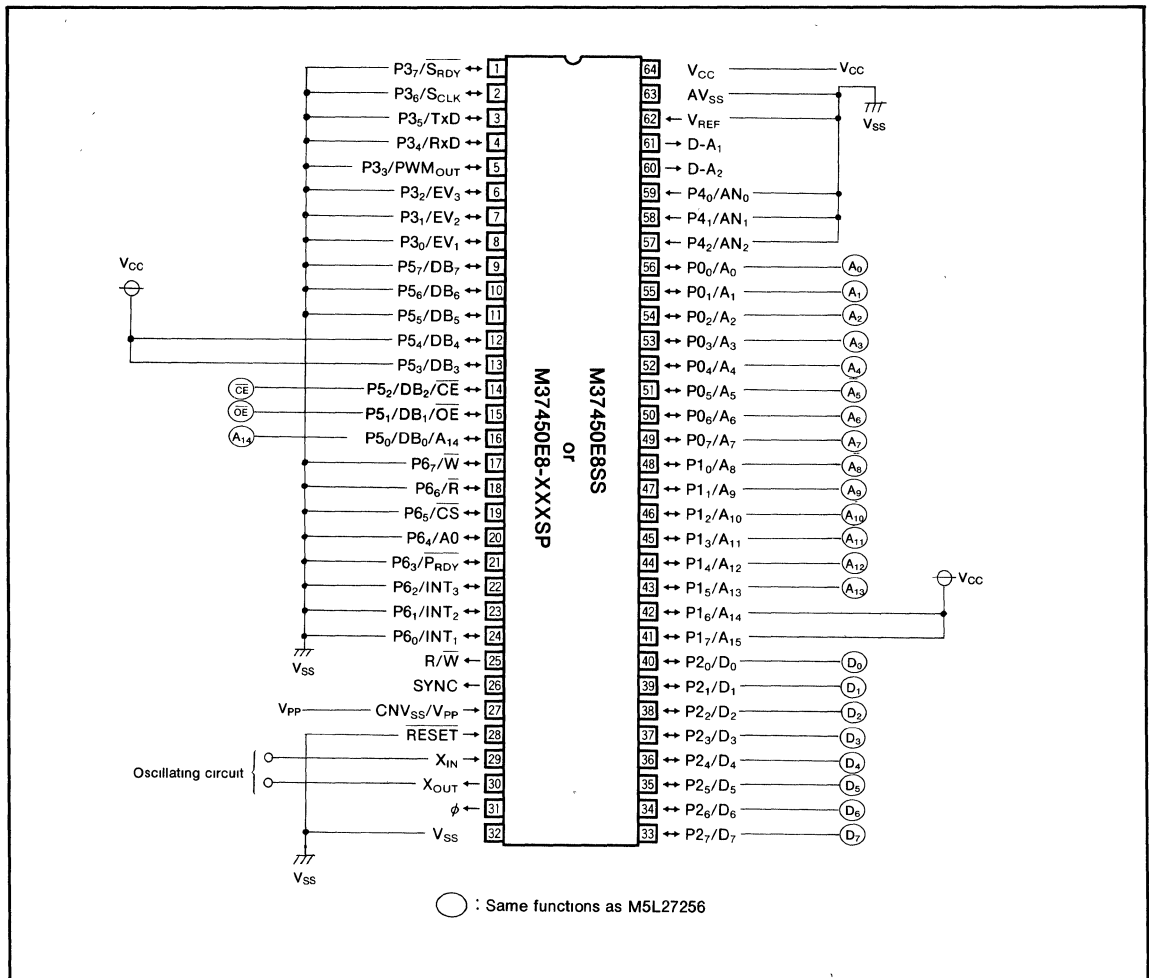 P3₇/S̅R̅D̅Y̅ ↔ 1
P3₆/SCLK ↔ 2
P3₅/TxD ↔ 3
P3₄/RxD ↔ 4
P3₃/PWMOUT ↔ 5
P3₂/EV₃ ↔ 6
P3₁/EV₂ ↔ 7
P3₀/EV₁ ↔ 8
VCC
P5₇/DB₇ ↔ 9
P5₆/DB₆ ↔ 10
P5₅/DB₅ ↔ 11
P5₄/DB₄ ↔ 12
P5₃/DB₃ ↔ 13
C̅E̅ P5₂/DB₂/C̅E̅ ↔ 14
O̅E̅ P5₁/DB₁/O̅E̅ ↔ 15
A₁₄ P5₀/DB₀/A₁₄ ↔ 16
P6₇/W̅ ↔ 17
P6₆/R̅ ↔ 18
P6₅/C̅S̅ ↔ 19
P6₄/A0 ↔ 20
P6₃/P̅R̅D̅Y̅ ↔ 21
P6₂/INT₃ ↔ 22
P6₁/INT₂ ↔ 23
P6₀/INT₁ ↔ 24
VSS
R/W̅ ← 25
SYNC ← 26
VPP CNVSS/VPP → 27
R̅E̅S̅E̅T̅ → 28
Oscillating circuit
XIN → 29
XOUT ← 30
ϕ ← 31
VSS 32
VSS
M37450E8-XXXSP
or
M37450E8SS
64 VCC VCC
63 AVSS
VSS
62 ← VREF
61 → D-A₁
60 → D-A₂
59 ← P4₀/AN₀
58 ← P4₁/AN₁
57 ← P4₂/AN₂
56 ↔ P0₀/A₀ A₀
55 ↔ P0₁/A₁ A₁
54 ↔ P0₂/A₂ A₂
53 ↔ P0₃/A₃ A₃
52 ↔ P0₄/A₄ A₄
51 ↔ P0₅/A₅ A₅
50 ↔ P0₆/A₆ A₆
49 ↔ P0₇/A₇ A₇
48 ↔ P1₀/A₈ A₈
47 ↔ P1₁/A₉ A₉
46 ↔ P1₂/A₁₀ A₁₀
45 ↔ P1₃/A₁₁ A₁₁
44 ↔ P1₄/A₁₂ A₁₂
43 ↔ P1₅/A₁₃ A₁₃
VCC
42 ↔ P1₆/A₁₄
41 ↔ P1₇/A₁₅
40 ↔ P2₀/D₀ D₀
39 ↔ P2₁/D₁ D₁
38 ↔ P2₂/D₂ D₂
37 ↔ P2₃/D₃ D₃
36 ↔ P2₄/D₄ D₄
35 ↔ P2₅/D₅ D₅
34 ↔ P2₆/D₆ D₆
33 ↔ P2₇/D₇ D₇
: Same functions as M5L27256